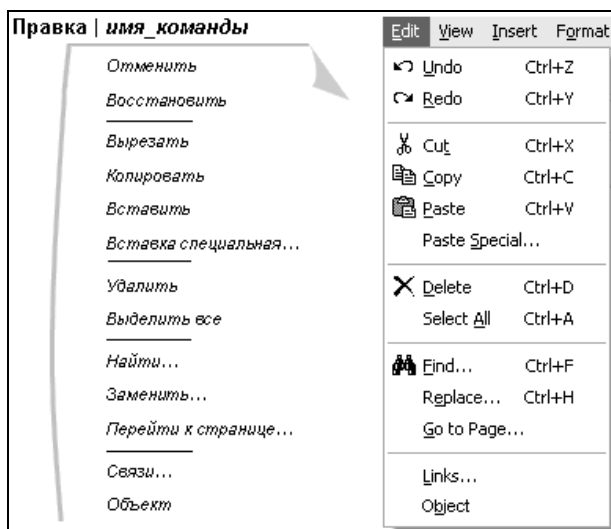 Правка | имя_команды
Отменить
Восстановить
Вырезать
Копировать
Вставить
Вставка специальная...
Удалить
Выделить все
Найти...
Заменить...
Перейти к странице...
Связи...
Объект
Edit View Insert Format
Undo Ctrl+Z
Redo Ctrl+Y
Cut Ctrl+X
Copy Ctrl+C
Paste Ctrl+V
Paste Special...
Delete Ctrl+D
Select All Ctrl+A
Find... Ctrl+F
Replace... Ctrl+H
Go to Page...
Links...
Object